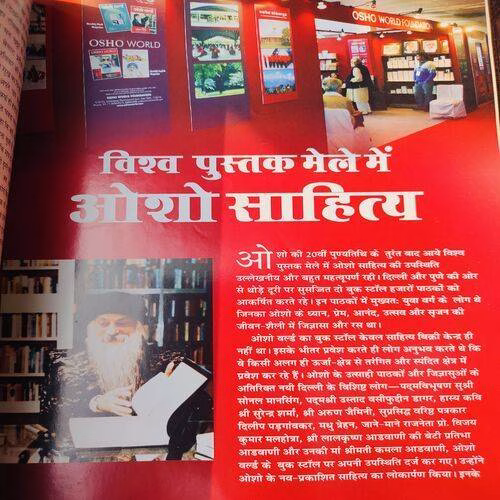 OSHO WORLD
OSHO WORLD FOUNDATION
OSHO WORLD FOUNDATION
विश्व पुस्तक मेले में
ओशो साहित्य
ओशो की 20वीं पुण्यतिथि के तुरंत बाद आये विश्व
पुस्तक मेले में ओशो साहित्य की उपस्थिति
उल्लेखनीय और बहुत महत्वपूर्ण रही। दिल्ली और पुणे की ओर
से थोड़े दूरी पर सुसज्जित दो बुक स्टॉल हजारों पाठकों को
आकर्षित करते रहे। इन पाठकों में मुख्यत: युवा वर्ग के लोग थे
जिनका ओशो के ध्यान, प्रेम, आनंद, उत्सव और सृजन की
जीवन-शैली में जिज्ञासा और रस था।
ओशो वर्ल्ड का बुक स्टॉल केवल साहित्य बिक्री केन्द्र ही
नहीं था। इसके भीतर प्रवेश करते ही लोग अनुभव करते थे कि
वे किसी अलग ही ऊर्जा-क्षेत्र से तरंगित और स्पंदित क्षेत्र में
प्रवेश कर रहे हैं। ओशो के उत्साही पाठकों और जिज्ञासुओं के
अतिरिक्त नयी दिल्ली के विशिष्ट लोग—पद्मविभूषण सुश्री
सोनल मानसिंग, पद्मश्री उस्ताद वसीफुद्दीन डागर, हास्य कवि
श्री सुरेन्द्र शर्मा, श्री अरुण जैमिनी, सुप्रसिद्ध वरिष्ठ पत्रकार
दिलीप पड़गांवकर, मधु त्रेहन, जाने-माने राजनेता प्रो. विजय
कुमार मलहोत्रा, श्री लालकृष्ण आडवाणी की बेटी प्रतिभा
आडवाणी और उनकी मां श्रीमती कमला आडवाणी, ओशो
वर्ल्ड के बुक स्टॉल पर अपनी उपस्थिति दर्ज कर गए। उन्होंने
ओशो के नव-प्रकाशित साहित्य का लोकार्पण किया। इनके